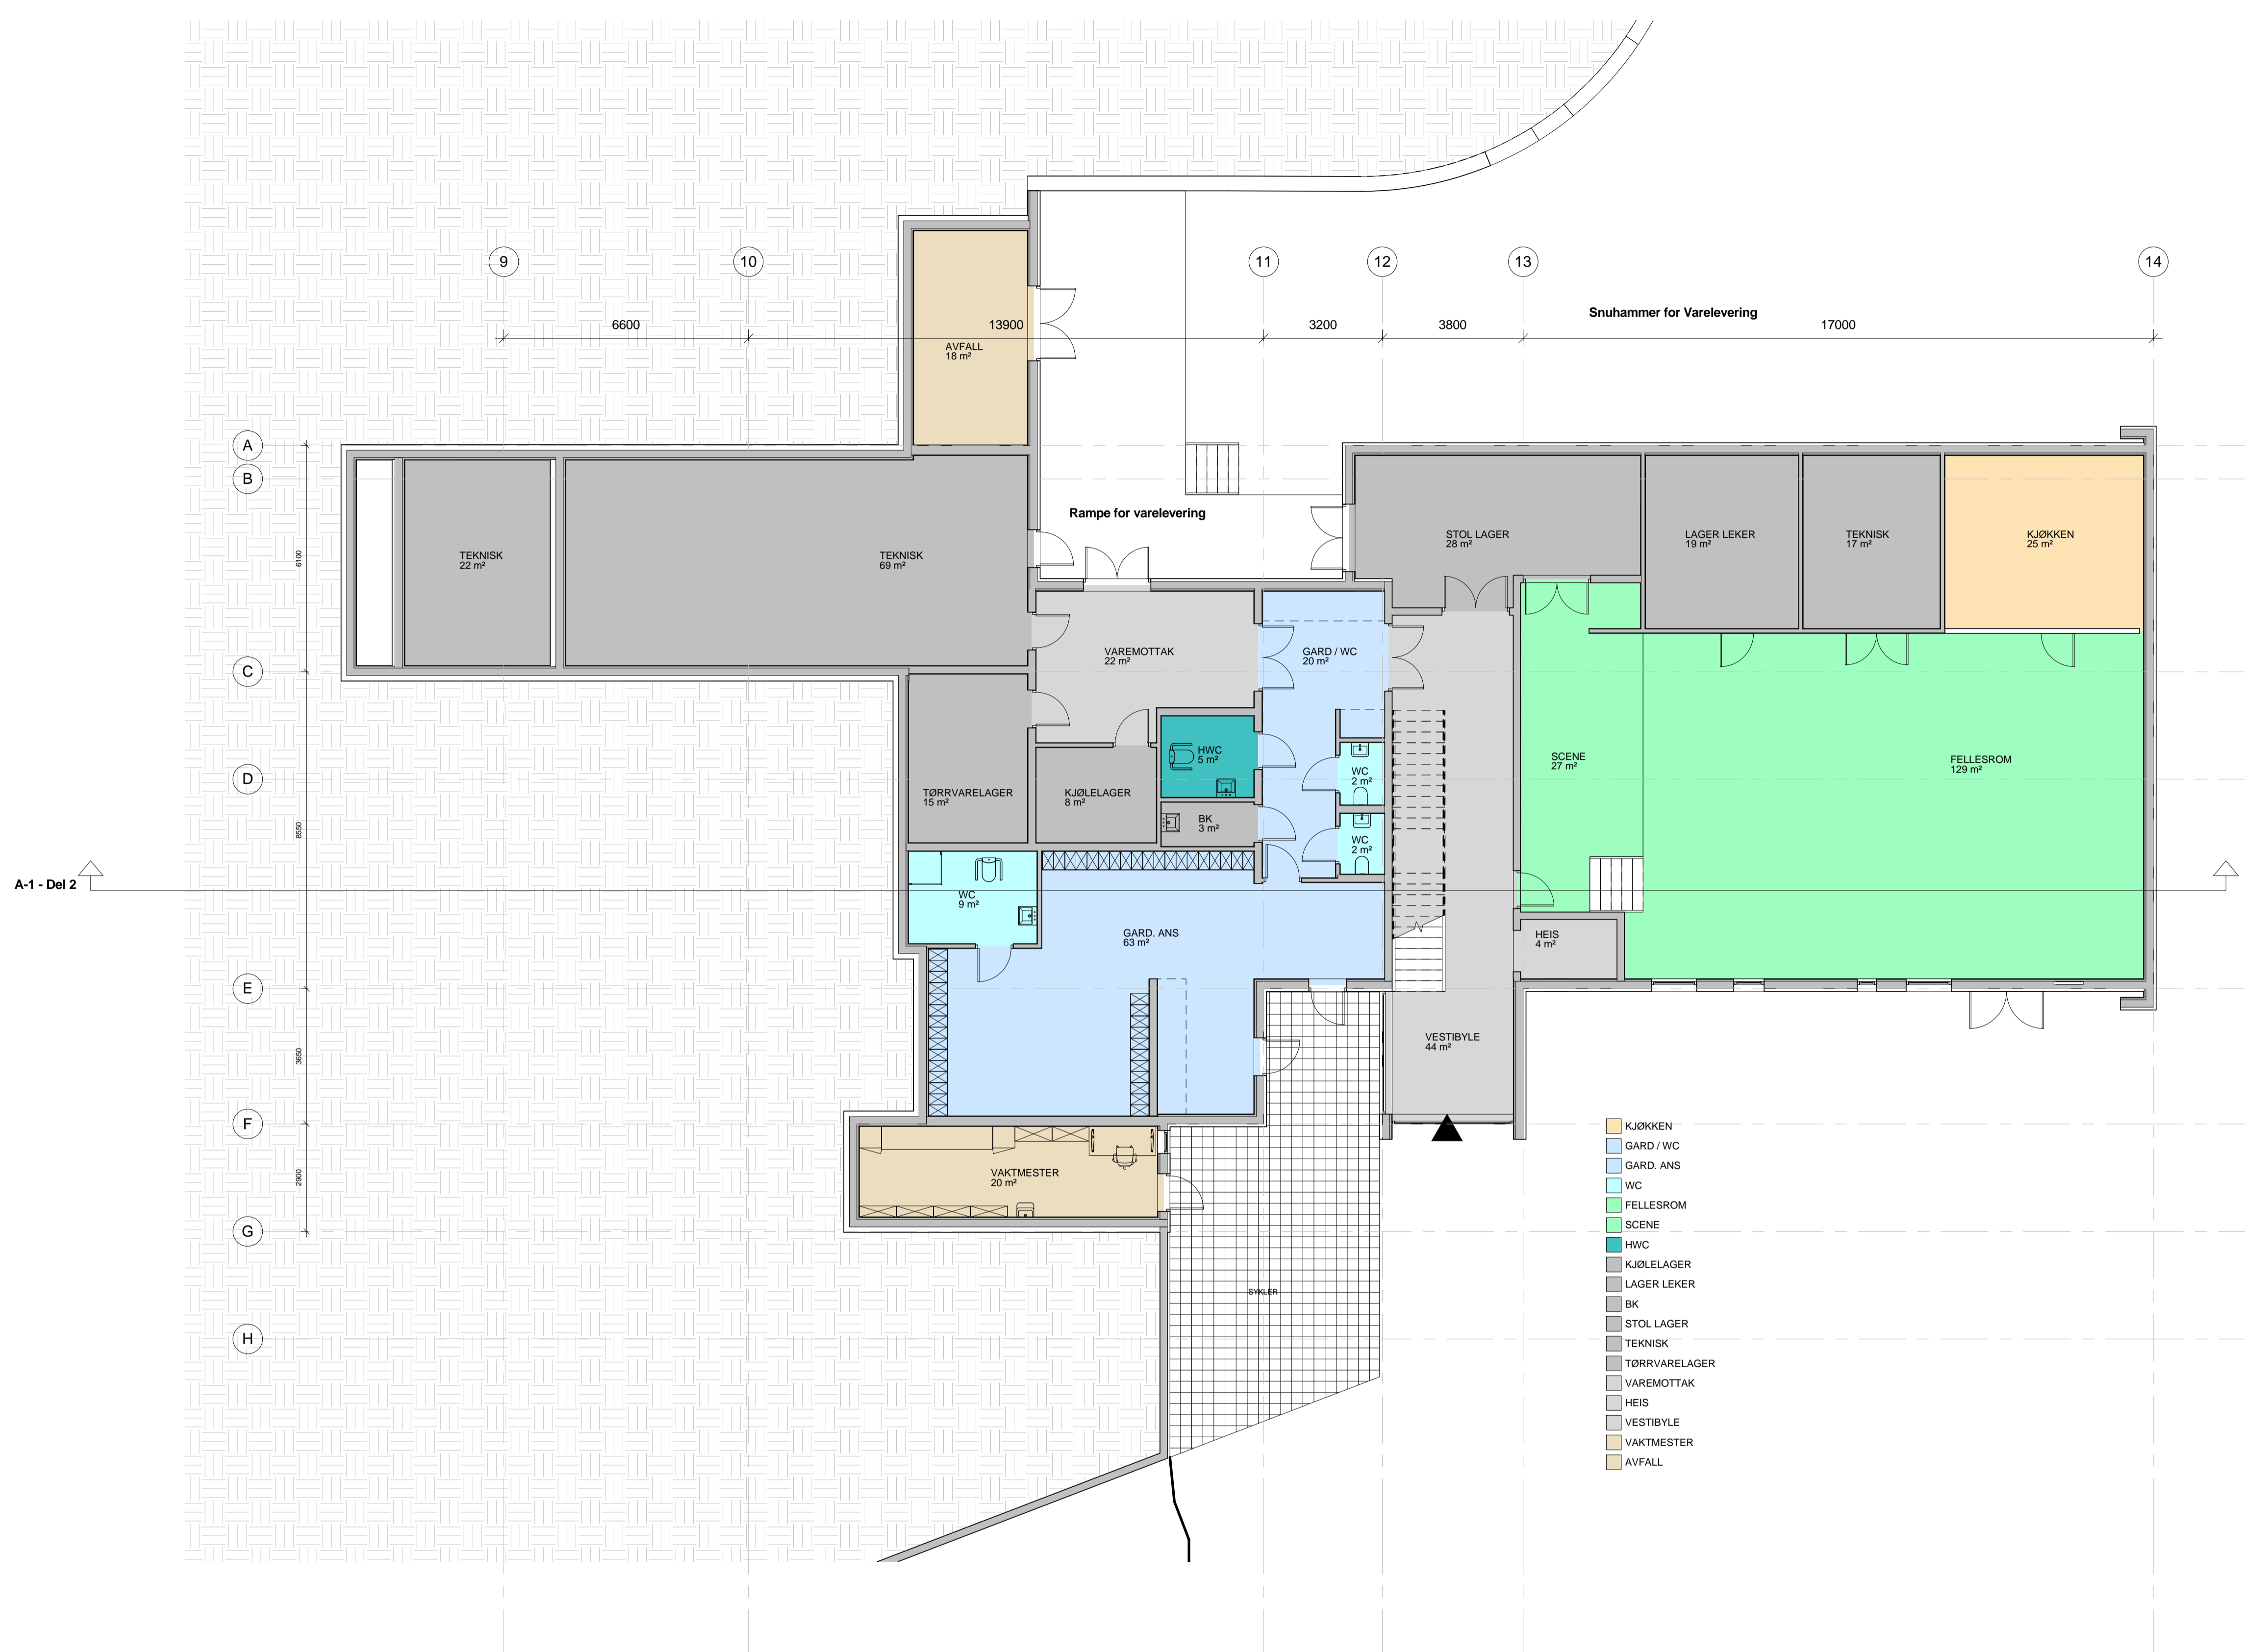 9
10
11
12
13
14
Snuhammer for Varelevering
6600
13900
3200
3800
17000
AVFALL
18 m²
A
B
Rampe for varelevering
6100
TEKNISK
22 m²
TEKNISK
69 m²
STOL LAGER
28 m²
LAGER LEKER
19 m²
TEKNISK
17 m²
KJØKKEN
25 m²
C
VAREMOTTAK
22 m²
GARD / WC
20 m²
D
HWC
5 m²
WC
2 m²
SCENE
27 m²
FELLESROM
129 m²
TØRRVARELAGER
15 m²
KJØLELAGER
8 m²
BK
3 m²
8550
WC
2 m²
A-1 - Del 2
WC
9 m²
GARD. ANS
63 m²
HEIS
4 m²
E
3650
VESTIBYLE
44 m²
F
2900
VAKTMESTER
20 m²
G
SYKLER
H
KJØKKEN
GARD / WC
GARD. ANS
WC
FELLESROM
SCENE
HWC
KJØLELAGER
LAGER LEKER
BK
STOL LAGER
TEKNISK
TØRRVARELAGER
VAREMOTTAK
HEIS
VESTIBYLE
VAKTMESTER
AVFALL